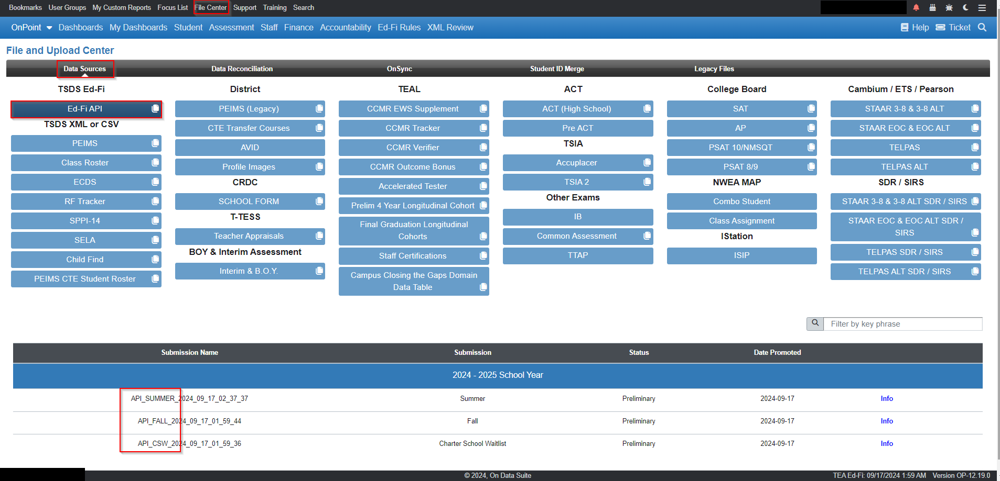 Bookmarks User Groups My Custom Reports Focus List File Center Support Training Search
OnPoint Dashboards My Dashboards Student Assessment Staff Finance Accountability Ed-Fi Rules XML Review Help Ticket
File and Upload Center
Data Sources Data Reconciliation OnSync Student ID Merge Legacy Files
TSDS Ed-Fi
Ed-Fi API
TSDS XML or CSV
PEIMS
Class Roster
ECDS
RF Tracker
SPPI-14
SELA
Child Find
PEIMS CTE Student Roster
District
PEIMS (Legacy)
CTE Transfer Courses
AVID
Profile Images
CRDC
SCHOOL FORM
T-TESS
Teacher Appraisals
BOY & Interim Assessment
Interim & B.O.Y.
TEAL
CCMR EWS Supplement
CCMR Tracker
CCMR Verifier
CCMR Outcome Bonus
Accelerated Tester
Prelim 4 Year Longitudinal Cohort
Final Graduation Longitudinal
Cohorts
Staff Certifications
Campus Closing the Gaps Domain
Data Table
ACT
ACT (High School)
Pre ACT
TSIA
Accuplacer
TSIA 2
Other Exams
IB
Common Assessment
TTAP
College Board
SAT
AP
PSAT 10/NMSQT
PSAT 8/9
NWEA MAP
Combo Student
Class Assignment
IStation
ISIP
Cambium / ETS / Pearson
STAAR 3-8 & 3-8 ALT
STAAR EOC & EOC ALT
TELPAS
TELPAS ALT
SDR / SIRS
STAAR 3-8 & 3-8 ALT SDR / SIRS
STAAR EOC & EOC ALT SDR /
SIRS
TELPAS SDR / SIRS
TELPAS ALT SDR / SIRS
Filter by key phrase
Submission Name Submission Status Date Promoted
2024 - 2025 School Year
API_SUMMER_2024_09_17_02_37_37 Summer Preliminary 2024-09-17 Info
API_FALL_2024_09_17_01_59_44 Fall Preliminary 2024-09-17 Info
API_CSW_2024_09_17_01_59_36 Charter School Waitlist Preliminary 2024-09-17 Info
© 2024, On Data Suite TEA Ed-Fi: 09/17/2024 1:59 AM Version OP-12.19.0